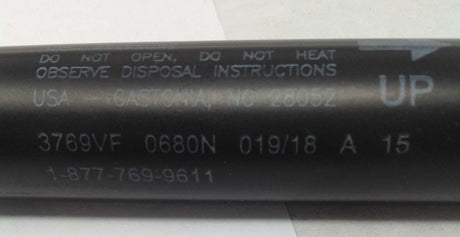 DO NOT OPEN, DO NOT HEAT
OBSERVE DISPOSAL INSTRUCTIONS
USA - GASTONIA, NC 28052
UP
3769VF 0680N 019/18 A 15
1-877-769-9611